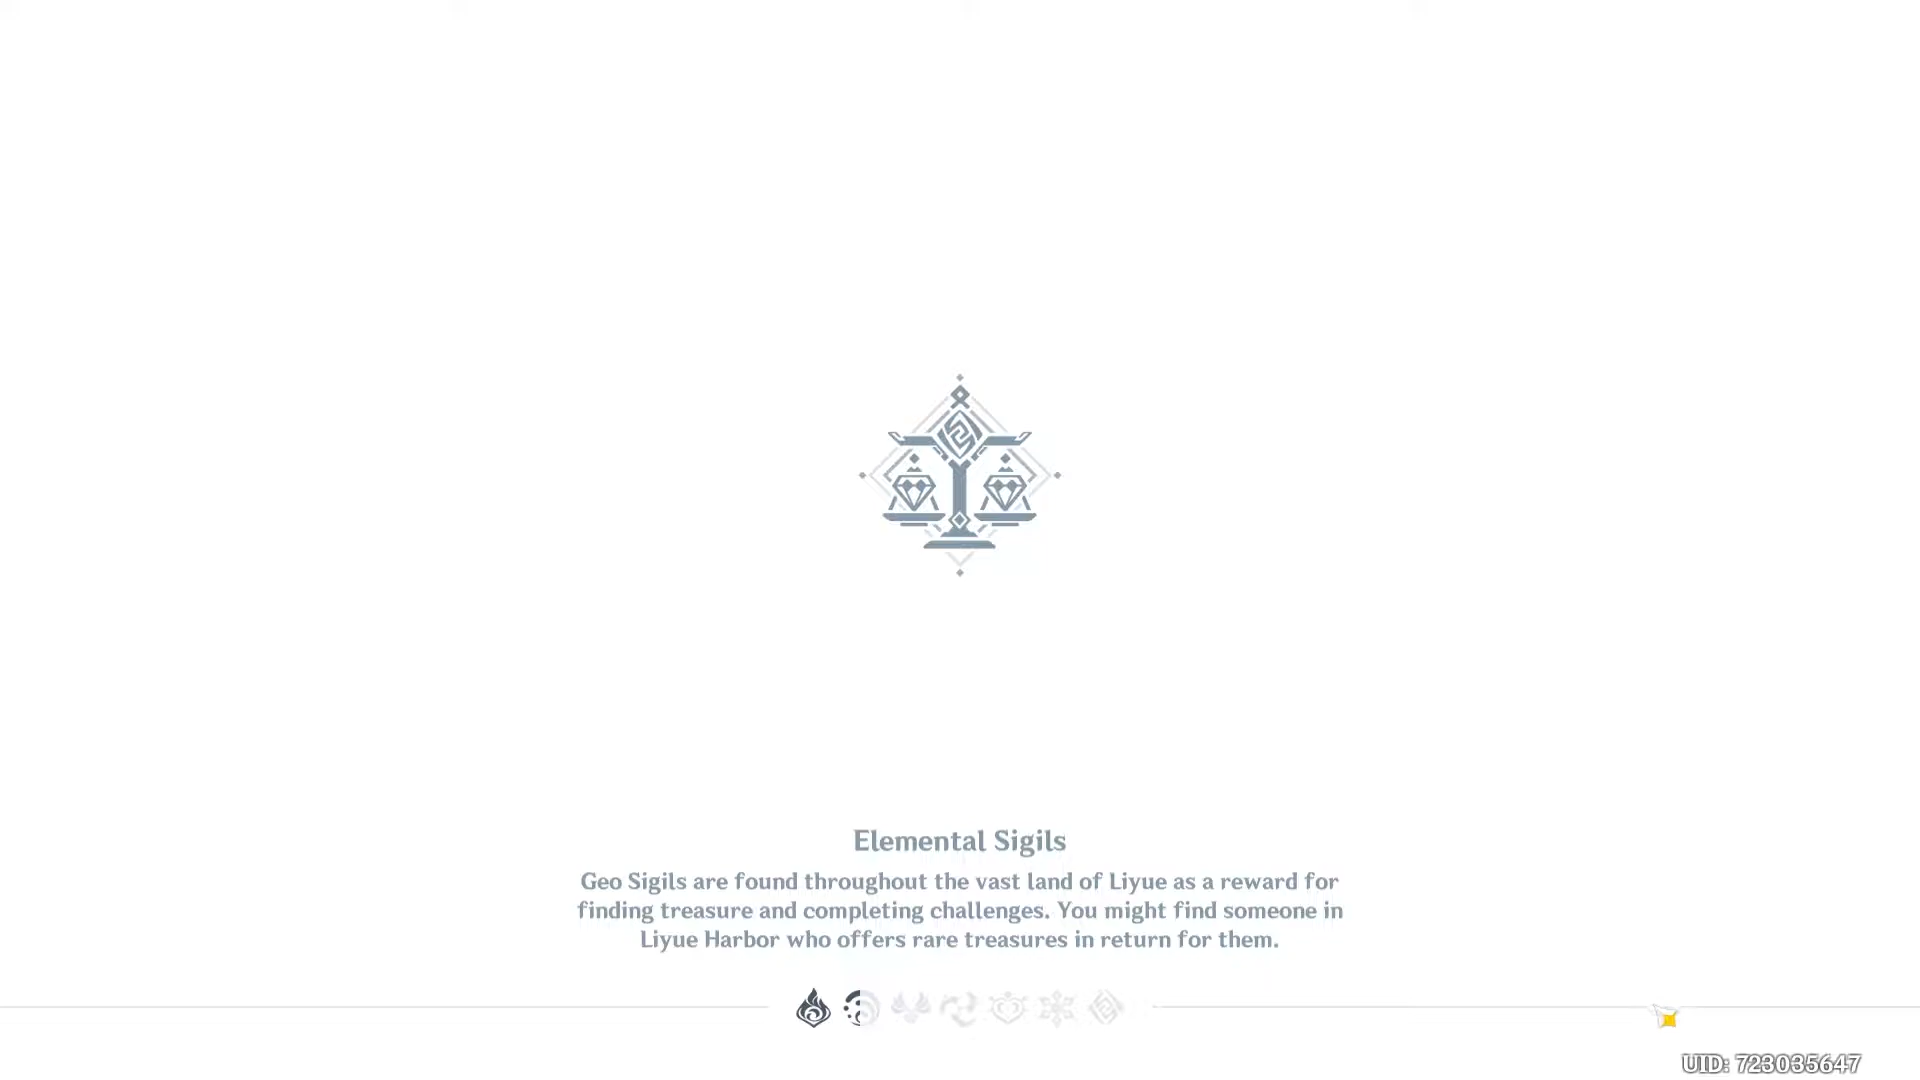 Elemental Sigils
Geo Sigils are found throughout the vast land of Liyue as a reward for
finding treasure and completing challenges. You might find someone in
Liyue Harbor who offers rare treasures in return for them.
UID: 723035647